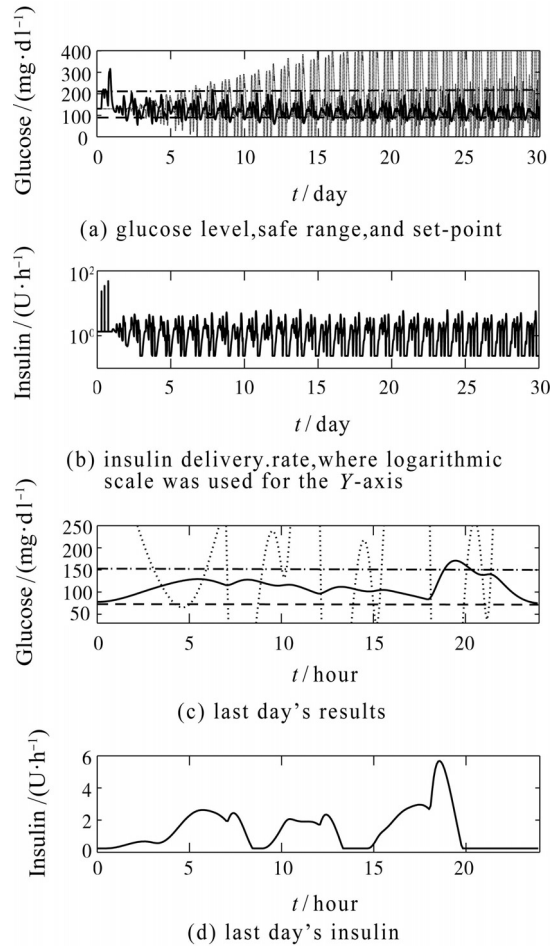 400
300
200
100
0
Glucose/(mg·dl⁻¹)
0 5 10 15 20 25 30
t/day
(a) glucose level,safe range,and set-point
10²
10⁰
Insulin/(U·h⁻¹)
0 5 10 15 20 25 30
t/day
(b) insulin delivery.rate,where logarithmic
scale was used for the Y-axis
250
200
150
100
50
Glucose/(mg·dl⁻¹)
0 5 10 15 20
t/hour
(c) last day's results
6
4
2
0
Insulin/(U·h⁻¹)
0 5 10 15 20
t/hour
(d) last day's insulin